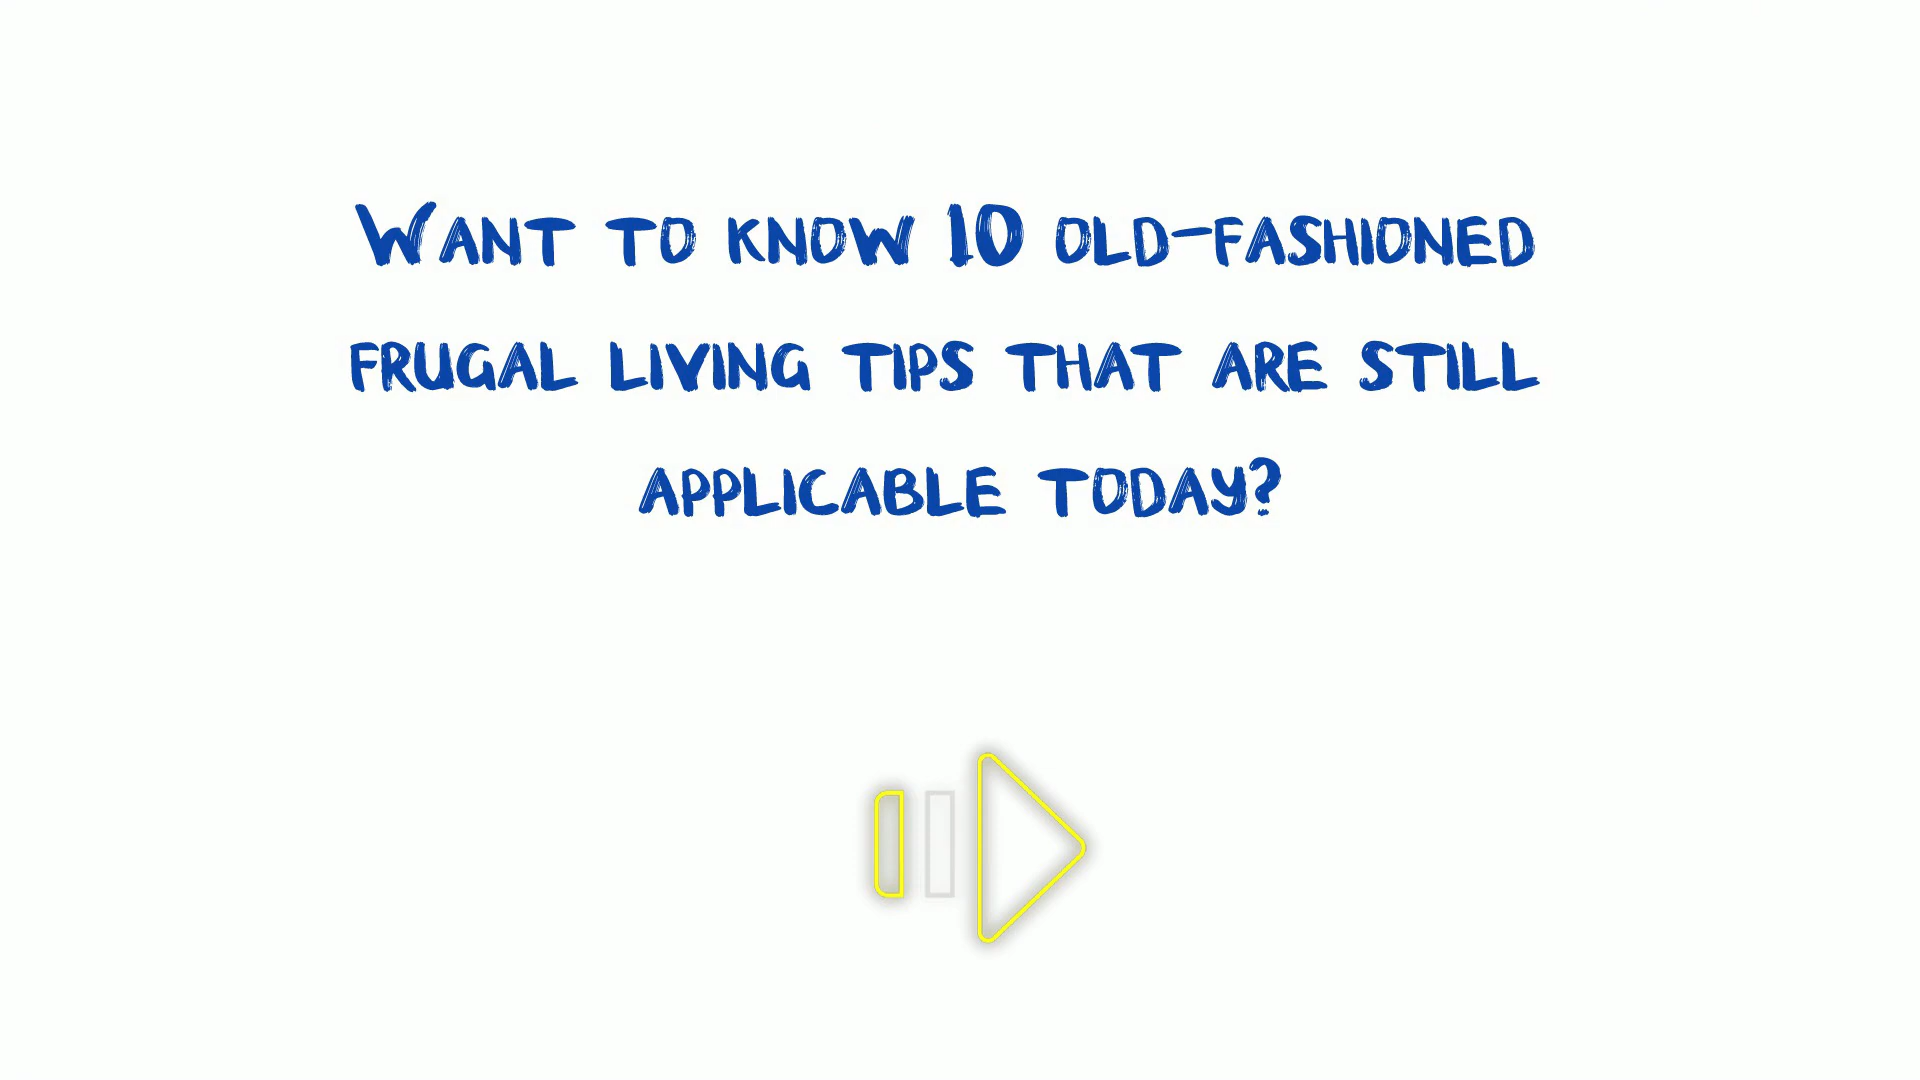 Want to know 10 old-fashioned
frugal living tips that are still
applicable today?